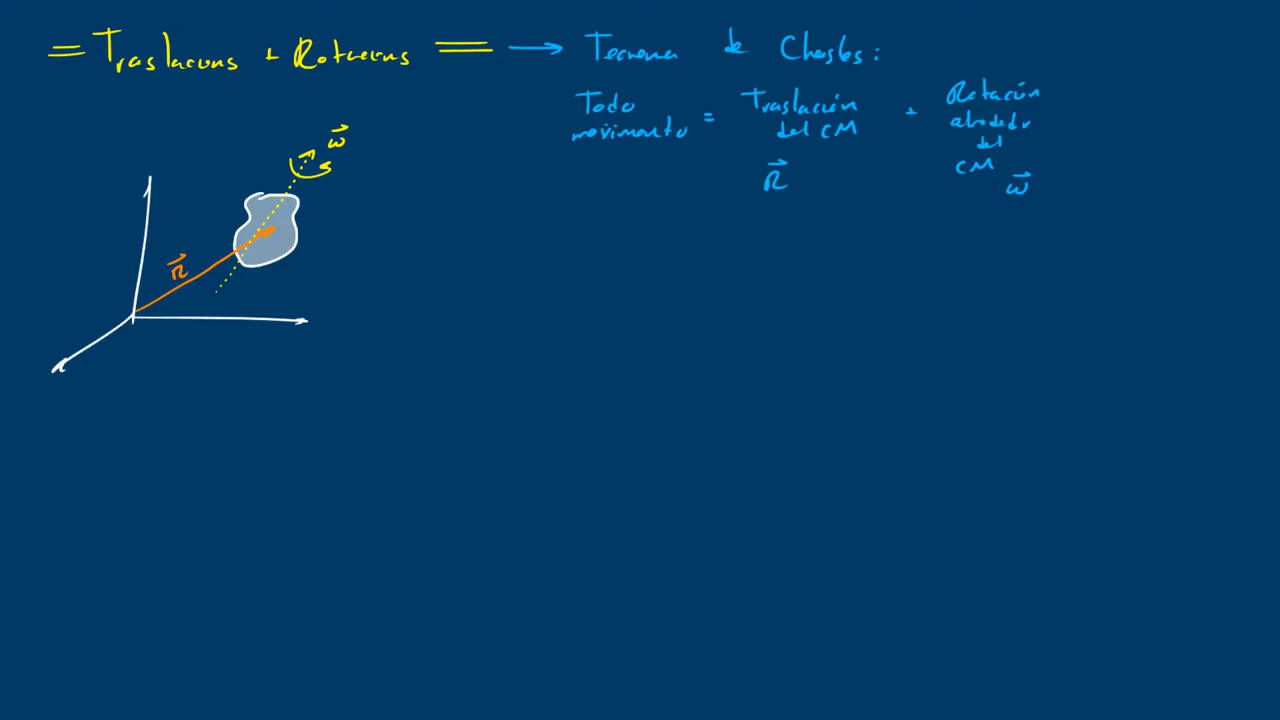 = Traslaciones + Rotaciones = → Teorema de Chasles:
Todo movimiento = Traslación del CM + Rotación alrededor del CM
R⃗ ω⃗
ω⃗
R⃗